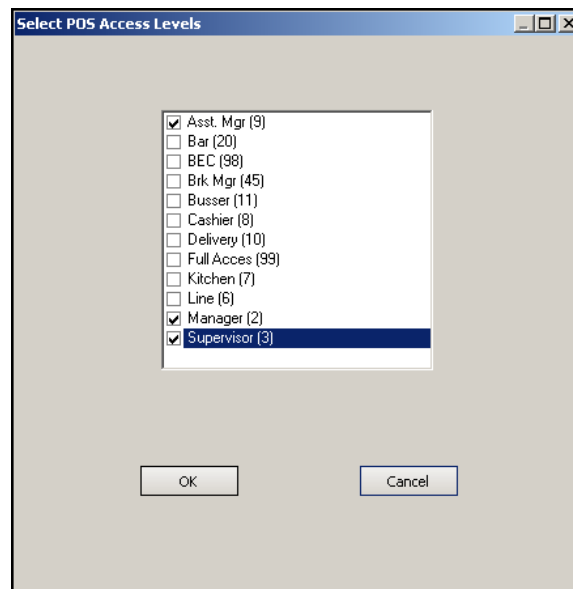 Select POS Access Levels
Asst. Mgr (9)
Bar (20)
BEC (98)
Brk Mgr (45)
Busser (11)
Cashier (8)
Delivery (10)
Full Acces (99)
Kitchen (7)
Line (6)
Manager (2)
Supervisor (3)
OK
Cancel